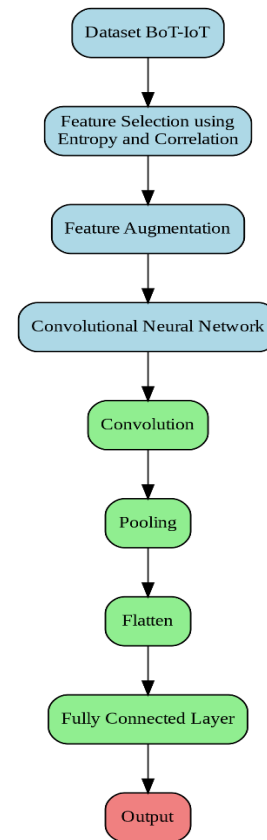 Dataset BoT-IoT
Feature Selection using
Entropy and Correlation
Feature Augmentation
Convolutional Neural Network
Convolution
Pooling
Flatten
Fully Connected Layer
Output